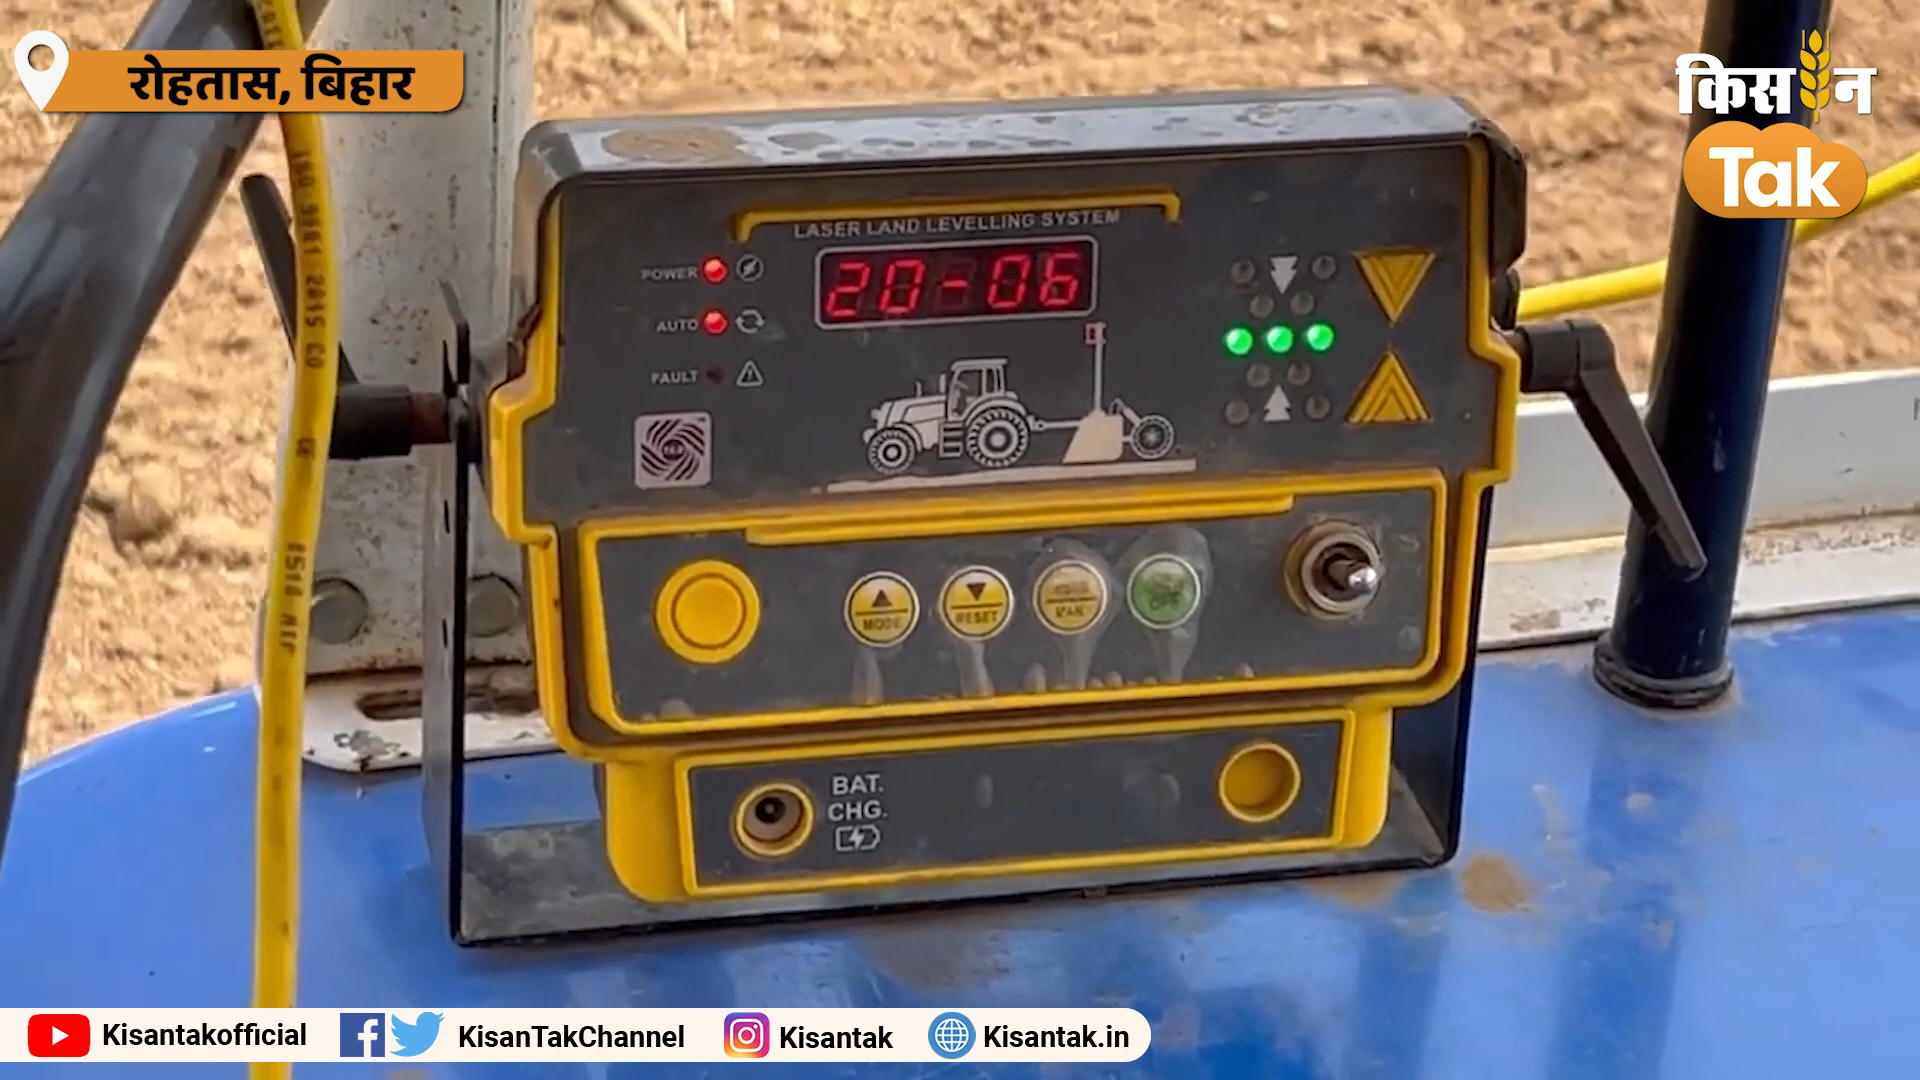 रोहतास, बिहार
किसान
Tak
LASER LAND LEVELLING SYSTEM
POWER
20-06
AUTO
FAULT
MODE
RESET
MAN
OFF
BAT.
CHG.
Kisantakofficial
KisanTakChannel
Kisantak
Kisantak.in